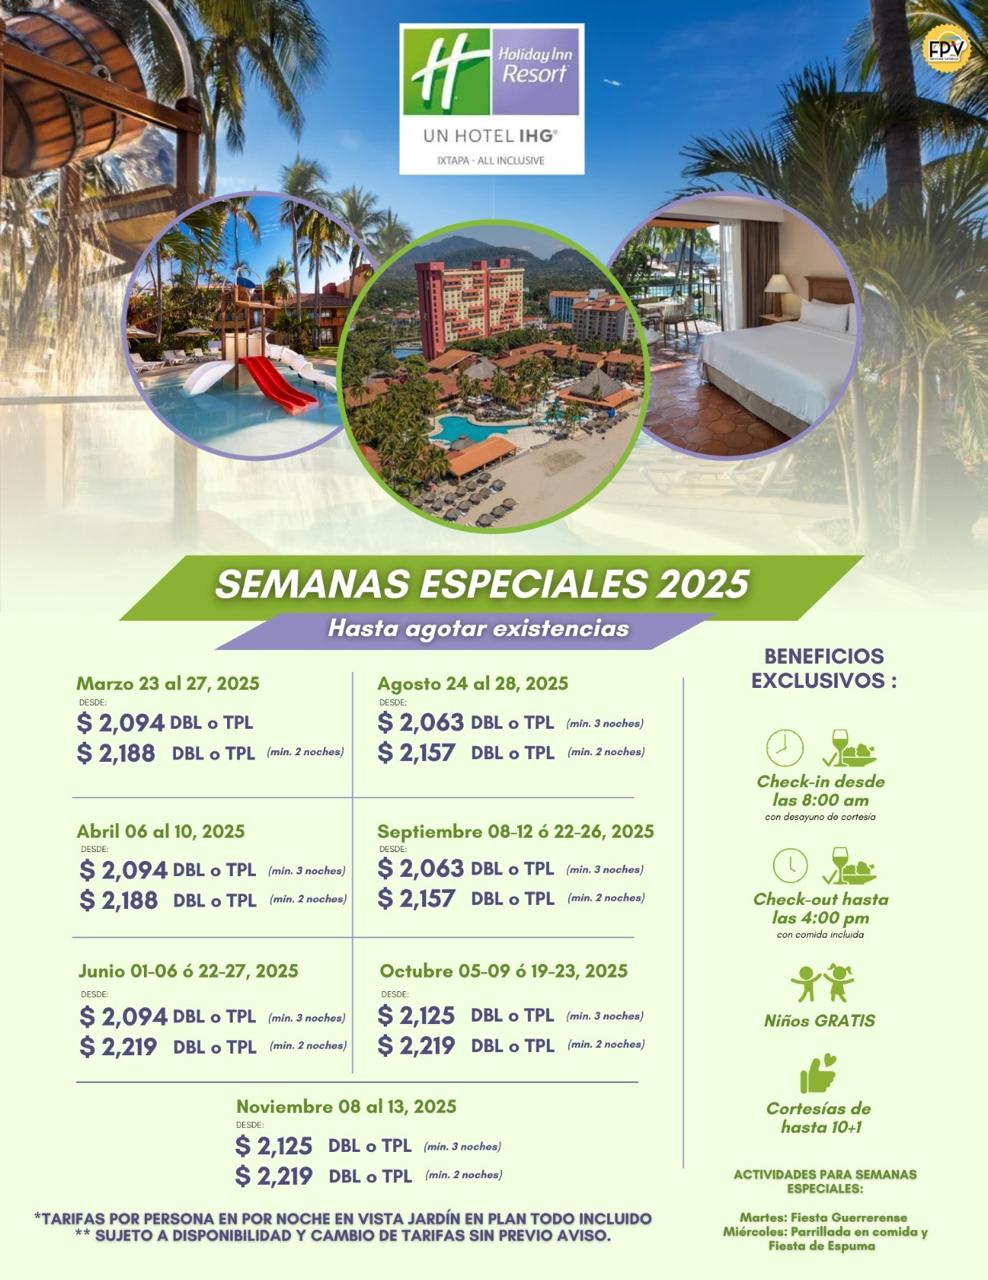 Holiday Inn
Resort
UN HOTEL IHG®
IXTAPA - ALL INCLUSIVE
FPV
SEMANAS ESPECIALES 2025
Hasta agotar existencias
Marzo 23 al 27, 2025
DESDE:
$ 2,094 DBL o TPL
$ 2,188 DBL o TPL (min. 2 noches)
Agosto 24 al 28, 2025
DESDE:
$ 2,063 DBL o TPL (min. 3 noches)
$ 2,157 DBL o TPL (min. 2 noches)
Abril 06 al 10, 2025
DESDE:
$ 2,094 DBL o TPL (min. 3 noches)
$ 2,188 DBL o TPL (min. 2 noches)
Septiembre 08-12 ó 22-26, 2025
DESDE:
$ 2,063 DBL o TPL (min. 3 noches)
$ 2,157 DBL o TPL (min. 2 noches)
Junio 01-06 ó 22-27, 2025
DESDE:
$ 2,094 DBL o TPL (min. 3 noches)
$ 2,219 DBL o TPL (min. 2 noches)
Octubre 05-09 ó 19-23, 2025
DESDE:
$ 2,125 DBL o TPL (min. 3 noches)
$ 2,219 DBL o TPL (min. 2 noches)
Noviembre 08 al 13, 2025
DESDE:
$ 2,125 DBL o TPL (min. 3 noches)
$ 2,219 DBL o TPL (min. 2 noches)
*TARIFAS POR PERSONA EN POR NOCHE EN VISTA JARDÍN EN PLAN TODO INCLUIDO
** SUJETO A DISPONIBILIDAD Y CAMBIO DE TARIFAS SIN PREVIO AVISO.
BENEFICIOS
EXCLUSIVOS :
Check-in desde
las 8:00 am
con desayuno de cortesía
Check-out hasta
las 4:00 pm
con comida incluida
Niños GRATIS
Cortesías de
hasta 10+1
ACTIVIDADES PARA SEMANAS
ESPECIALES:
Martes: Fiesta Guerrerense
Miércoles: Parrillada en comida y
Fiesta de Espuma